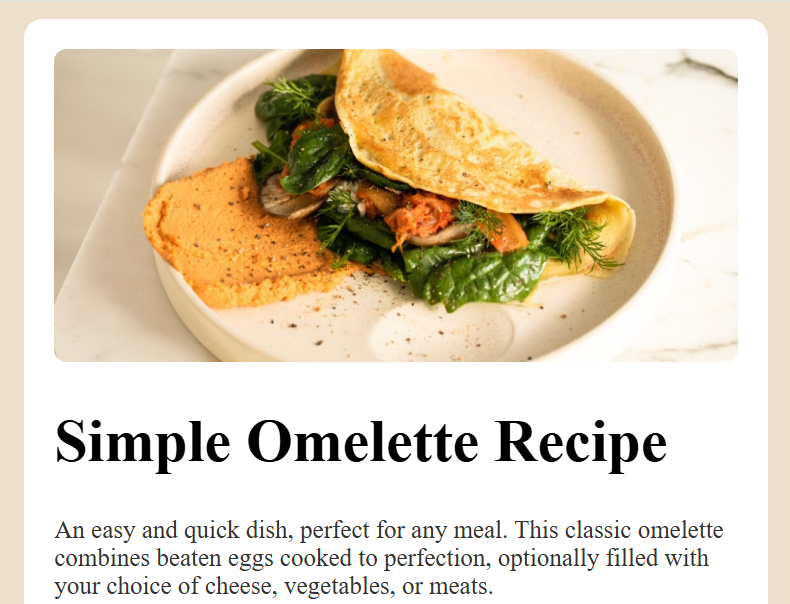 Simple Omelette Recipe
An easy and quick dish, perfect for any meal. This classic omelette
combines beaten eggs cooked to perfection, optionally filled with
your choice of cheese, vegetables, or meats.